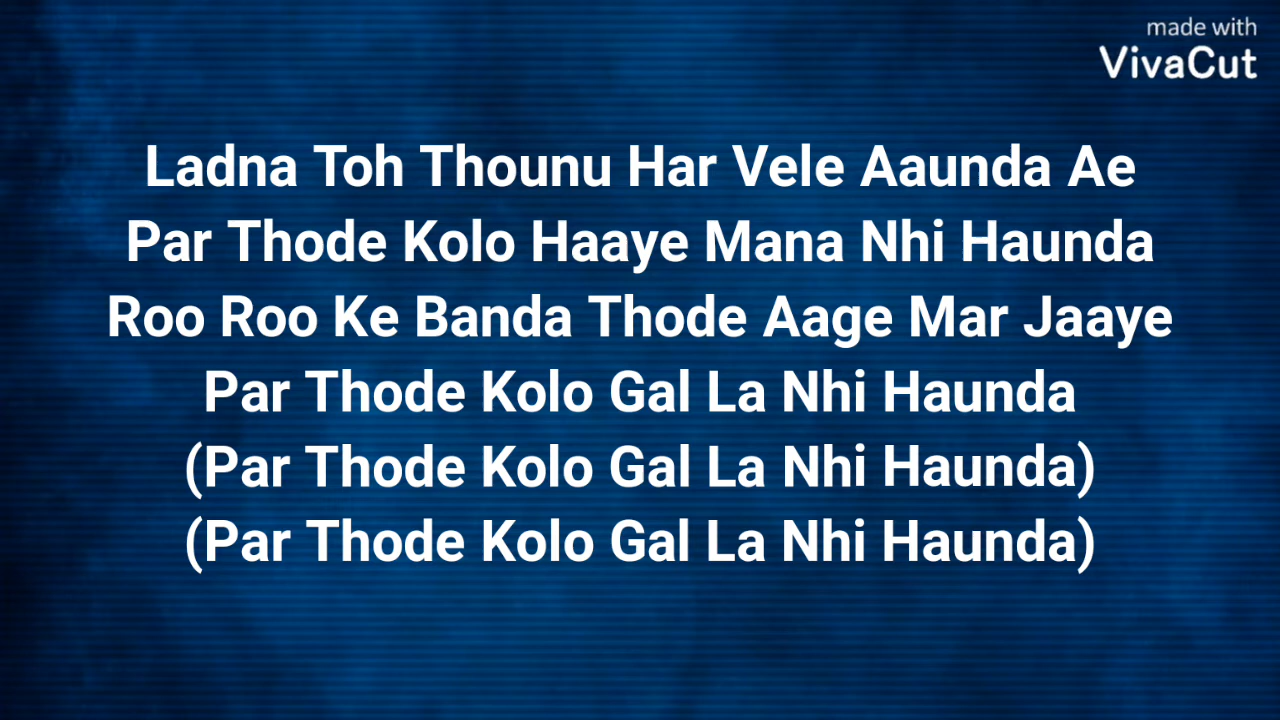 made with
VivaCut
Ladna Toh Thounu Har Vele Aaunda Ae
Par Thode Kolo Haaye Mana Nhi Haunda
Roo Roo Ke Banda Thode Aage Mar Jaaye
Par Thode Kolo Gal La Nhi Haunda
(Par Thode Kolo Gal La Nhi Haunda)
(Par Thode Kolo Gal La Nhi Haunda)